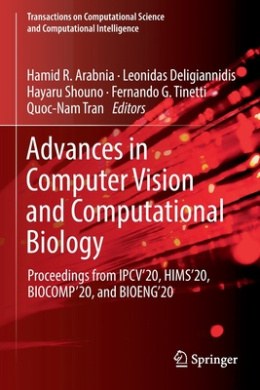 Transactions on Computational Science
and Computational Intelligence
Hamid R. Arabnia · Leonidas Deligiannidis
Hayaru Shouno · Fernando G. Tinetti
Quoc-Nam Tran Editors
Advances in
Computer Vision
and Computational
Biology
Proceedings from IPCV’20, HIMS’20,
BIOCOMP’20, and BIOENG’20
Springer